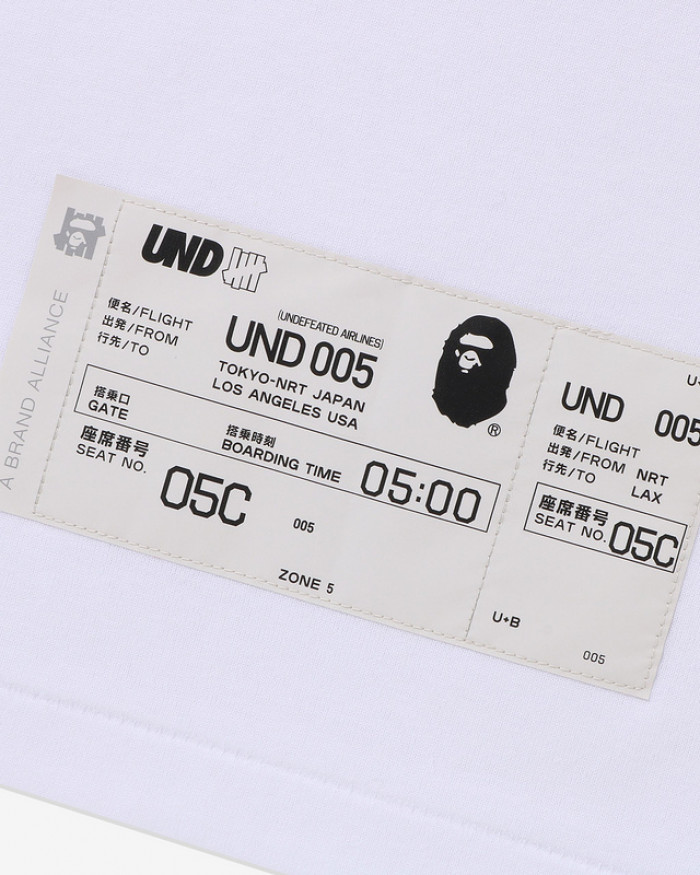 A BRAND ALLIANCE
UND
(UNDEFEATED AIRLINES)
便名/FLIGHT
UND 005
出発/FROM
TOKYO-NRT JAPAN
行先/TO
LOS ANGELES USA
搭乗口
GATE
搭乗時刻
BOARDING TIME
05:00
座席番号
SEAT NO.
05C
005
ZONE 5
®
UND 005
便名/FLIGHT
出発/FROM NRT
行先/TO LAX
座席番号
SEAT NO. 05C
U+B
005